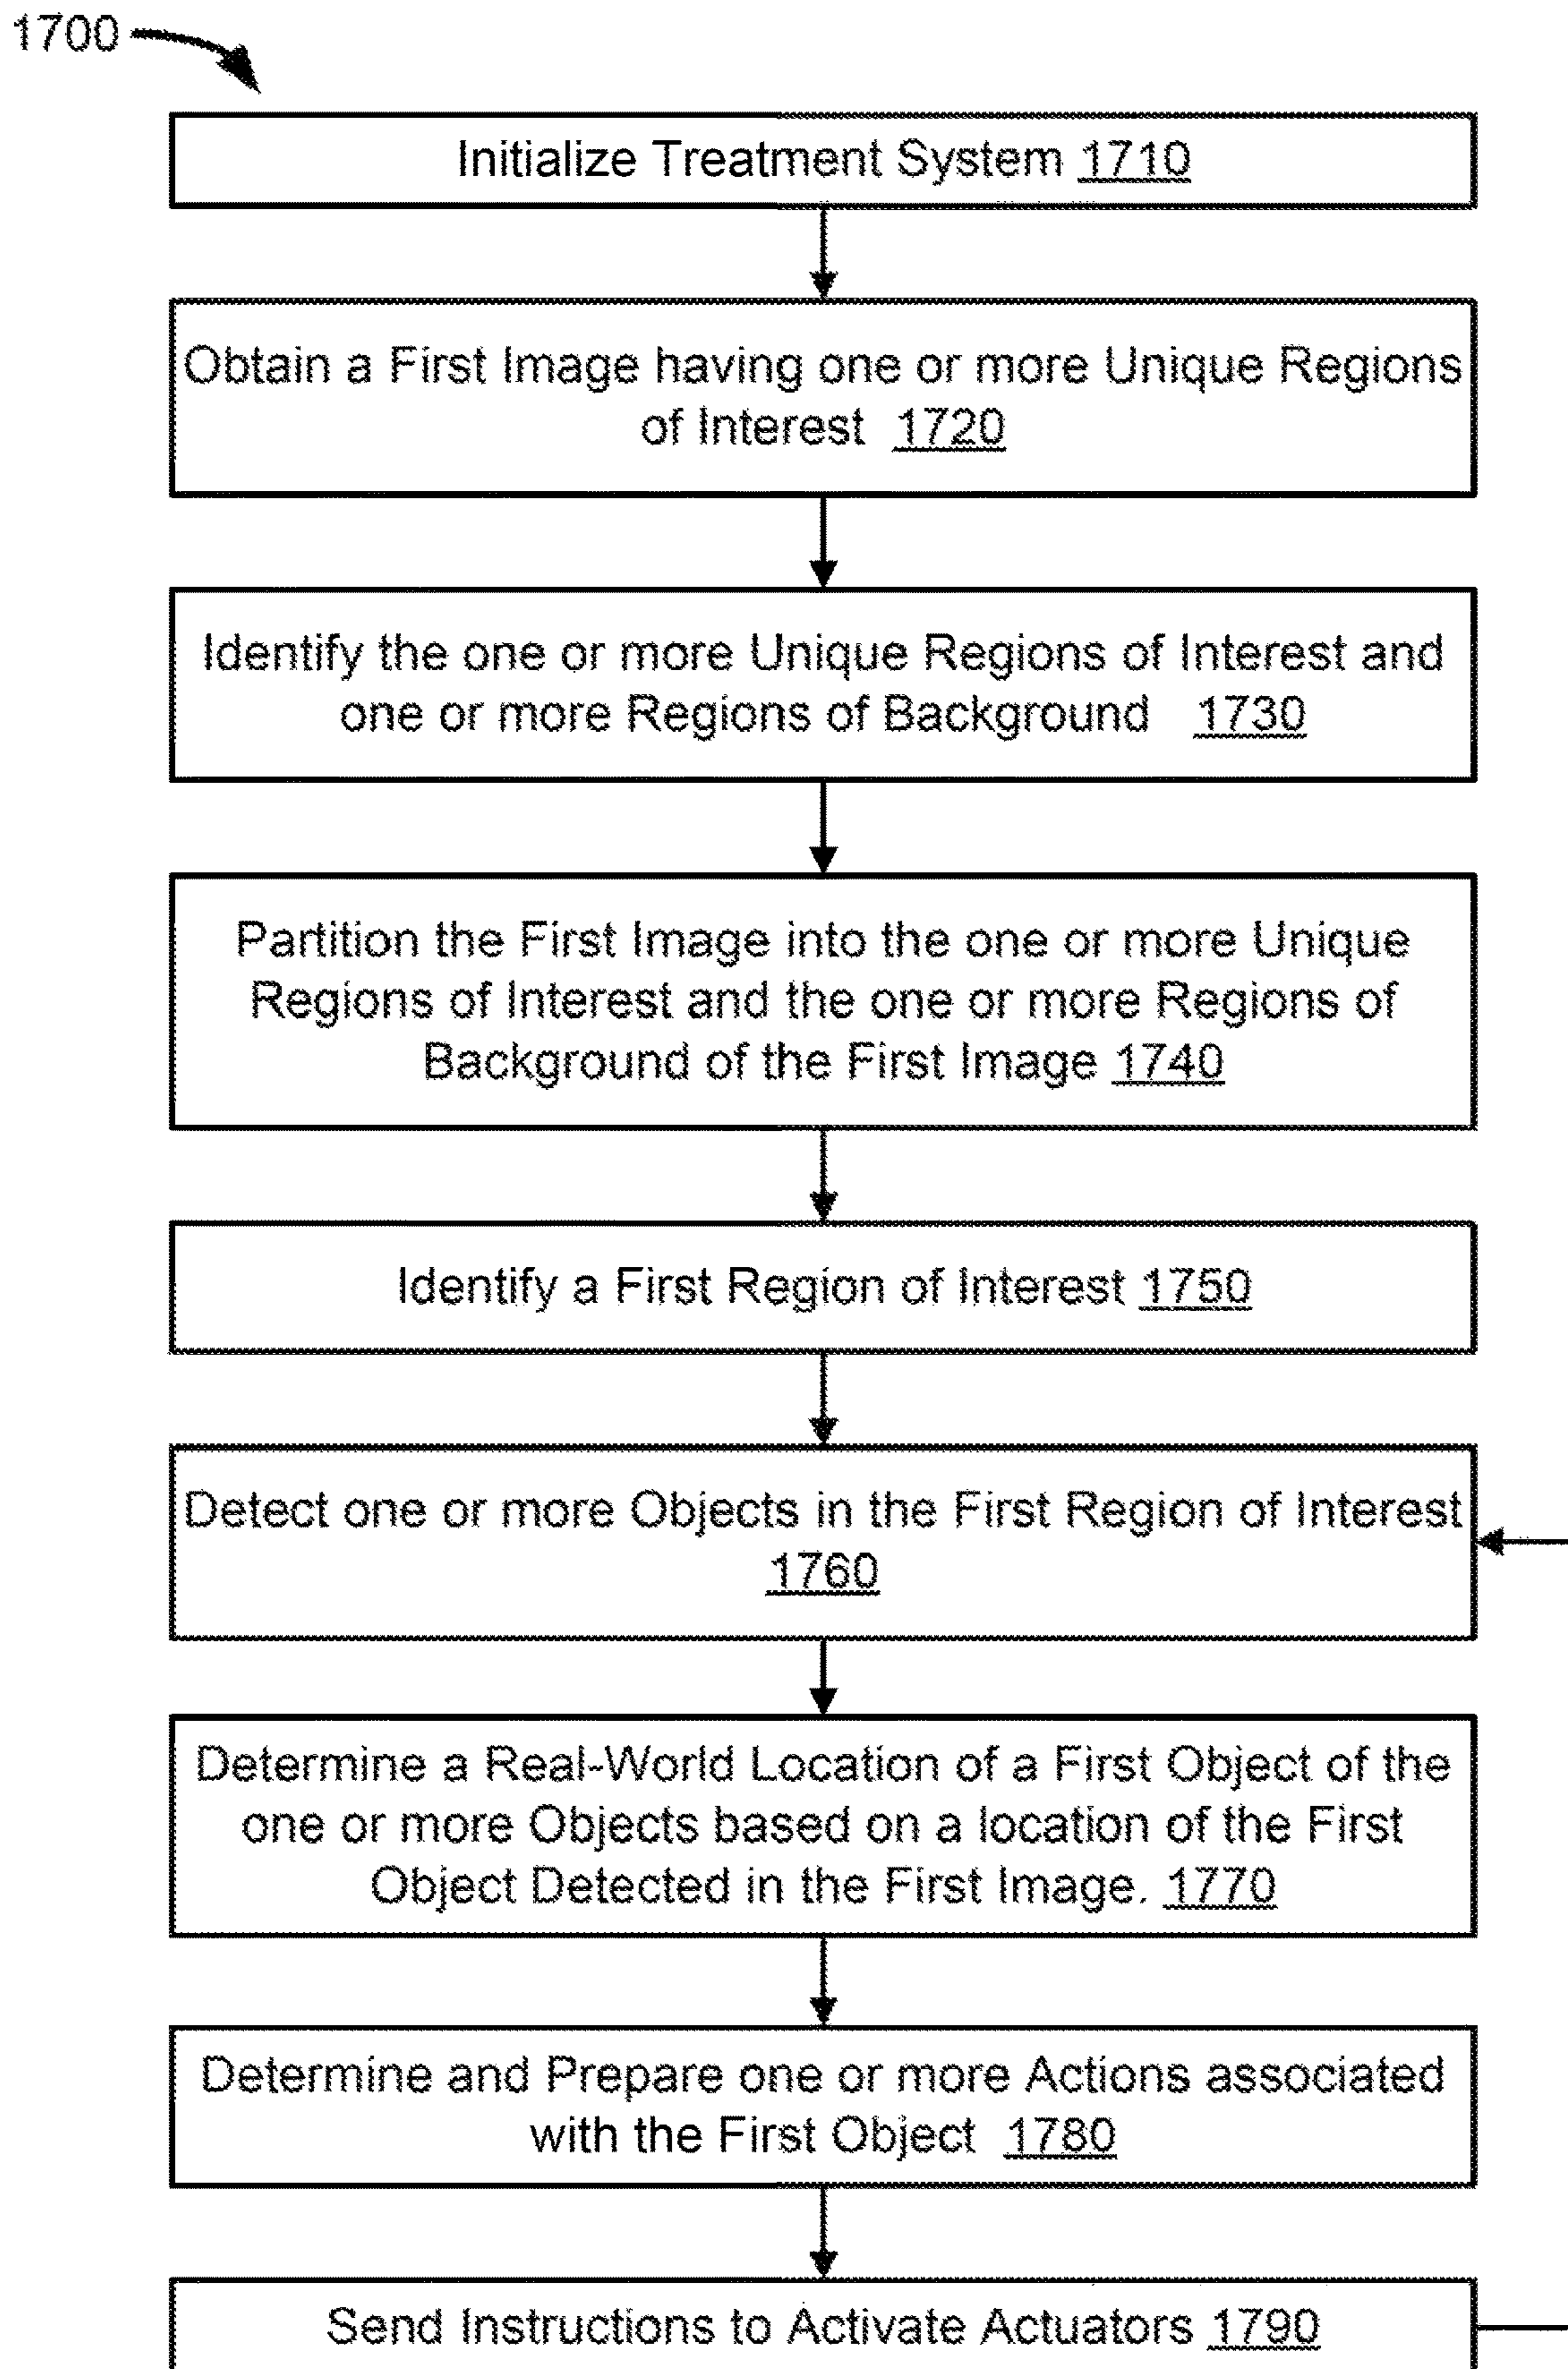 1700
Initialize Treatment System 1710
Obtain a First Image having one or more Unique Regions
of Interest 1720
Identify the one or more Unique Regions of Interest and
one or more Regions of Background 1730
Partition the First Image into the one or more Unique
Regions of Interest and the one or more Regions of
Background of the First Image 1740
Identify a First Region of Interest 1750
Detect one or more Objects in the First Region of Interest
1760
Determine a Real-World Location of a First Object of the
one or more Objects based on a location of the First
Object Detected in the First Image. 1770
Determine and Prepare one or more Actions associated
with the First Object 1780
Send Instructions to Activate Actuators 1790